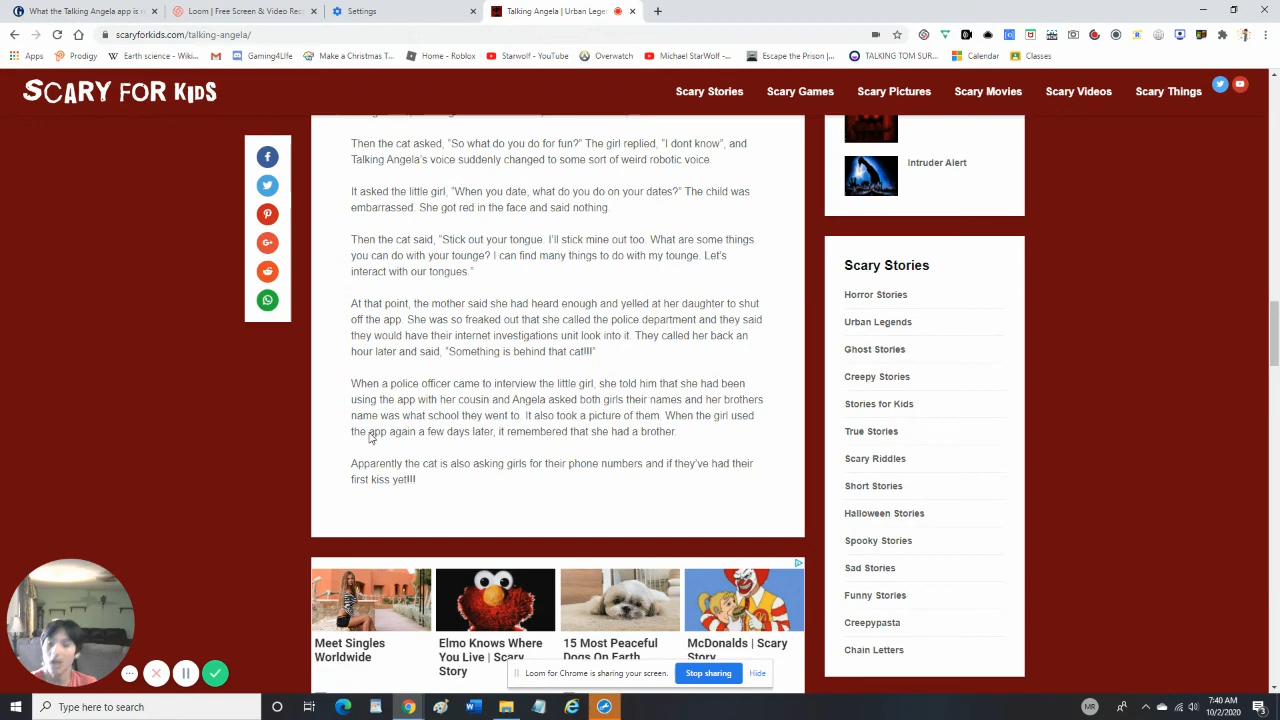 What the Talking Angela app is r
Loom | Free Screen & Video Rec
Settings
Talking Angela | Urban Lege
scaryforkids.com/talking-angela/
Apps
Prodigy
Earth science - Wiki...
Gaming4Life
Make a Christmas T...
Home - Roblox
Starwolf - YouTube
Overwatch
Michael StarWolf -...
Escape the Prison |...
TALKING TOM SUR...
Calendar
Classes
SCARY FOR KIDS
Scary Stories
Scary Games
Scary Pictures
Scary Movies
Scary Videos
Scary Things
Then the cat asked, "So what do you do for fun?" The girl replied, "I dont know", and
Talking Angela's voice suddenly changed to some sort of weird robotic voice.
It asked the little girl, "When you date, what do you do on your dates?" The child was
embarrassed. She got red in the face and said nothing.
Then the cat said, "Stick out your tongue. I'll stick mine out too. What are some things
you can do with your tounge? I can find many things to do with my tounge. Let's
interact with our tongues."
At that point, the mother said she had heard enough and yelled at her daughter to shut
off the app. She was so freaked out that she called the police department and they said
they would have their internet investigations unit look into it. They called her back an
hour later and said, "Something is behind that cat!!!"
When a police officer came to interview the little girl, she told him that she had been
using the app with her cousin and Angela asked both girls their names and her brothers
name was what school they went to. It also took a picture of them. When the girl used
the app again a few days later, it remembered that she had a brother.
Apparently the cat is also asking girls for their phone numbers and if they've had their
first kiss yet!!!
Intruder Alert
Scary Stories
Horror Stories
Urban Legends
Ghost Stories
Creepy Stories
Stories for Kids
True Stories
Scary Riddles
Short Stories
Halloween Stories
Spooky Stories
Sad Stories
Funny Stories
Creepypasta
Chain Letters
Meet Singles
Worldwide
Elmo Knows Where
You Live | Scary
Story
15 Most Peaceful
Dogs On Earth
McDonalds | Scary
Story
Loom for Chrome is sharing your screen.
Stop sharing
Hide
Type here to search
MR
7:40 AM
10/2/2020